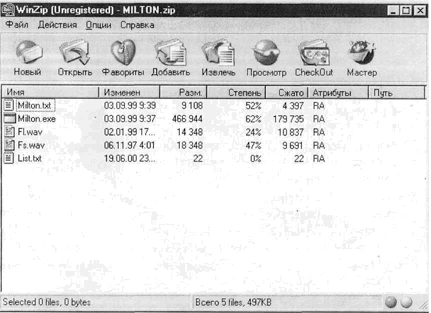 WinZip (Unregistered) - MILTON.zip
Файл Действия Опции Справка
Новый Открыть Фавориты Добавить Извлечь Просмотр CheckOut Мастер
Имя Изменен Разм. Степень Сжато Атрибуты Путь
Milton.txt 03.09.99 9:39 9 108 52% 4 397 RA
Milton.exe 03.09.99 9:37 466 944 62% 179 735 RA
Fl.wav 02.01.99 17... 14 348 24% 10 837 RA
Fs.wav 06.11.97 4:01 18 348 47% 9 691 RA
List.txt 19.06.00 23... 22 0% 22 RA
Selected 0 files, 0 bytes Всего 5 files, 497KB